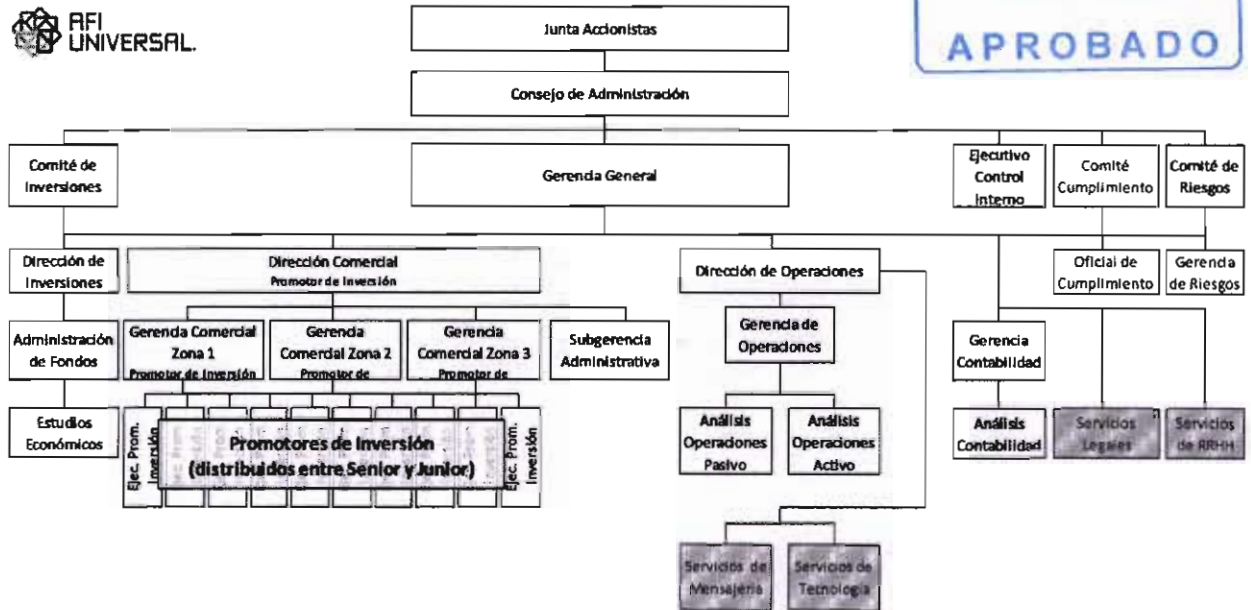 AFI
UNIVERSAL.
APROBADO
Junta Accionistas
Consejo de Administración
Comité de
Inversiones
Gerencia General
Ejecutivo
Control
Interno
Comité
Cumplimiento
Comité de
Riesgos
Dirección de
Inversiones
Dirección Comercial
Promotor de Inversión
Dirección de Operaciones
Oficial de
Cumplimiento
Gerencia
de Riesgos
Administración
de Fondos
Gerencia Comercial
Zona 1
Promotor de Inversión
Gerencia
Comercial Zona 2
Promotor de
Gerencia
Comercial Zona 3
Promotor de
Subgerencia
Administrativa
Gerencia de
Operaciones
Gerencia
Contabilidad
Estudios
Económicos
Ejec. Prom.
Inversión
Promotores de Inversión
(distribuidos entre Senior y Junior)
Ejec. Prom.
Inversión
Análisis
Operaciones
Pasivo
Análisis
Operaciones
Activo
Análisis
Contabilidad
Servicios
Legales
Servicios
de RRHH
Servicios de
Mensajería
Servicios de
Tecnología